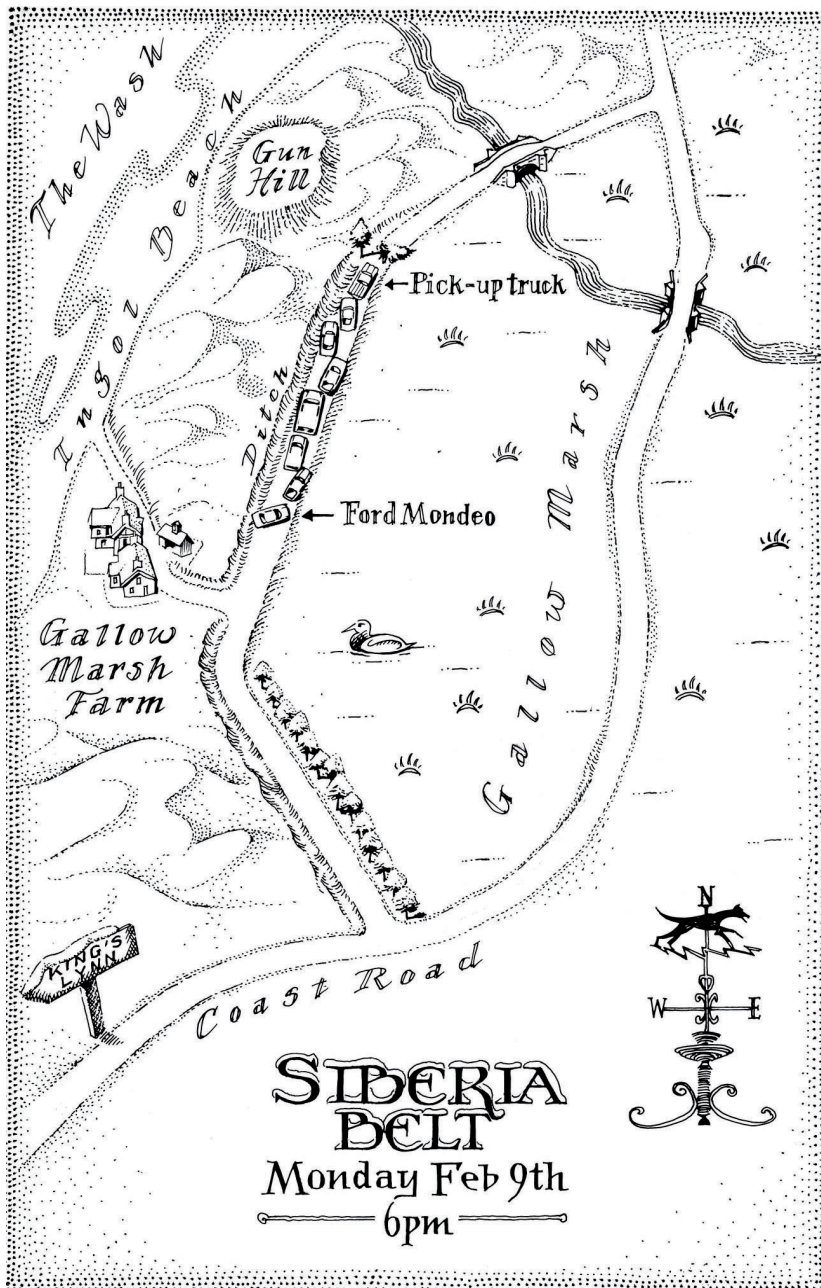 The Wash
Ingol Beach
Gun
Hill
Pick-up truck
Ditch
Ford Mondeo
Gallow Marsh
Gallow
Marsh
Farm
KING'S
LYNN
Coast Road
N
W E
SIBERIA
BELT
Monday Feb 9th
6pm